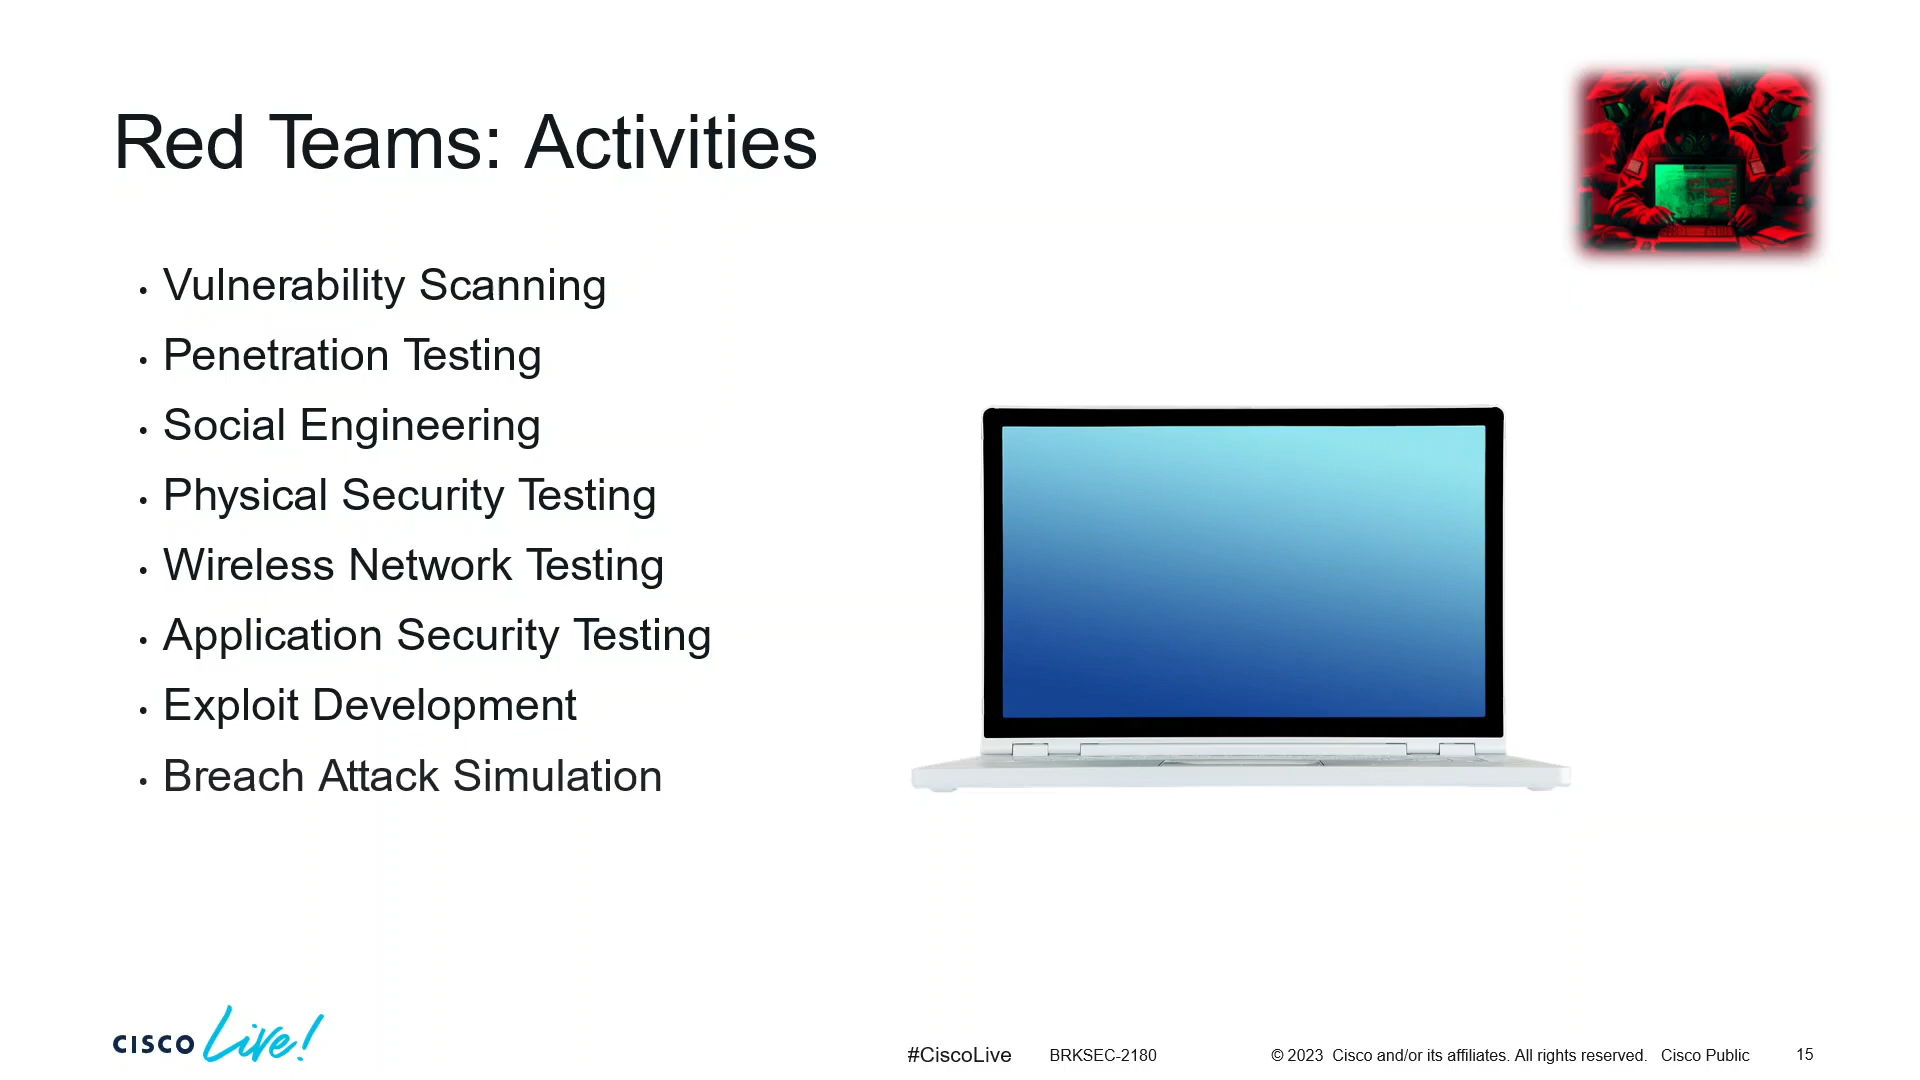 Red Teams: Activities
• Vulnerability Scanning
• Penetration Testing
• Social Engineering
• Physical Security Testing
• Wireless Network Testing
• Application Security Testing
• Exploit Development
• Breach Attack Simulation
CISCO Live!
#CiscoLive BRKSEC-2180 © 2023 Cisco and/or its affiliates. All rights reserved. Cisco Public 15